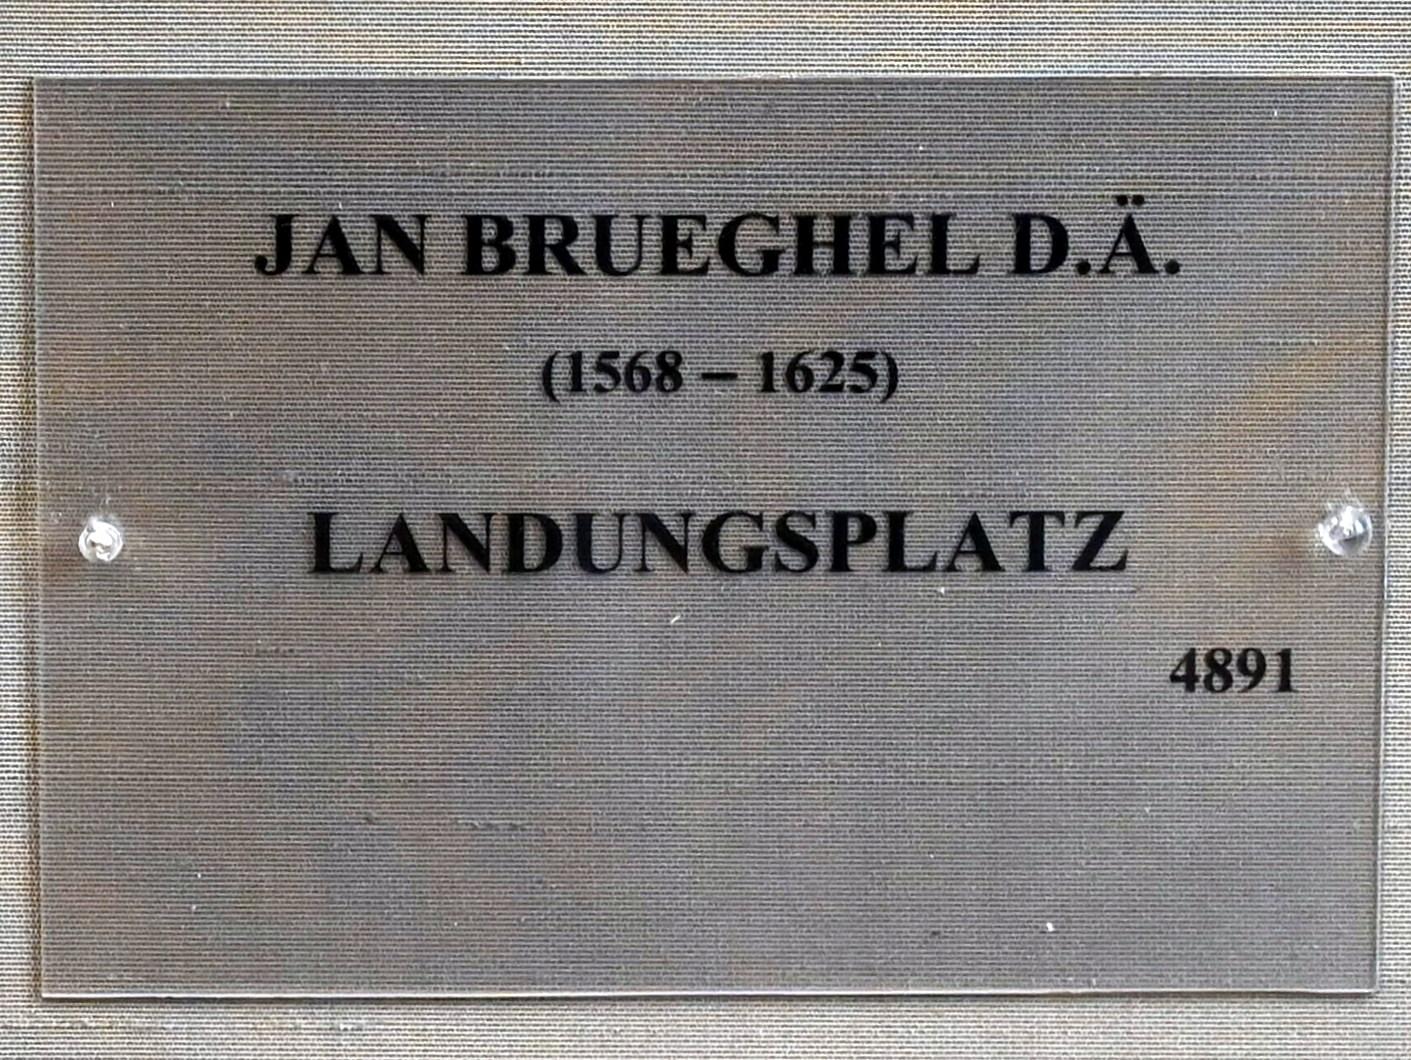 JAN BRUEGHEL D.Ä.
(1568 – 1625)
LANDUNGSPLATZ
4891